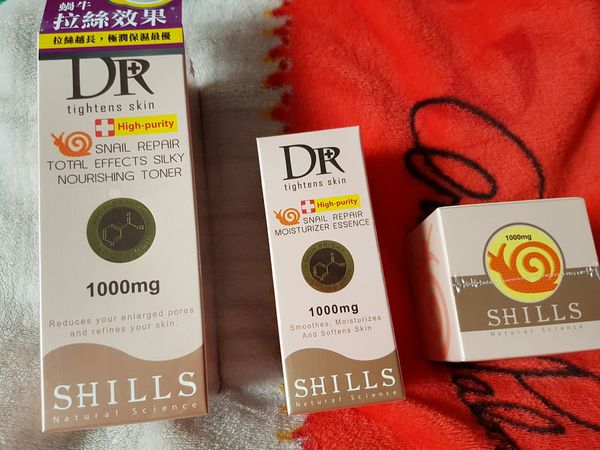 蝸牛
拉絲效果
拉絲越長，極潤保濕最優
DR
tightens skin
High-purity
SNAIL REPAIR
TOTAL EFFECTS SILKY
NOURISHING TONER
1000mg
Reduces your enlarged pores
and refines your skin.
SHILLS
Natural Science
DR
tightens skin
High-purity
SNAIL REPAIR
MOISTURIZER ESSENCE
1000mg
Smoothes, Moisturizes
And Softens Skin
SHILLS
Natural Science
1000mg
SHILLS
Natural Science